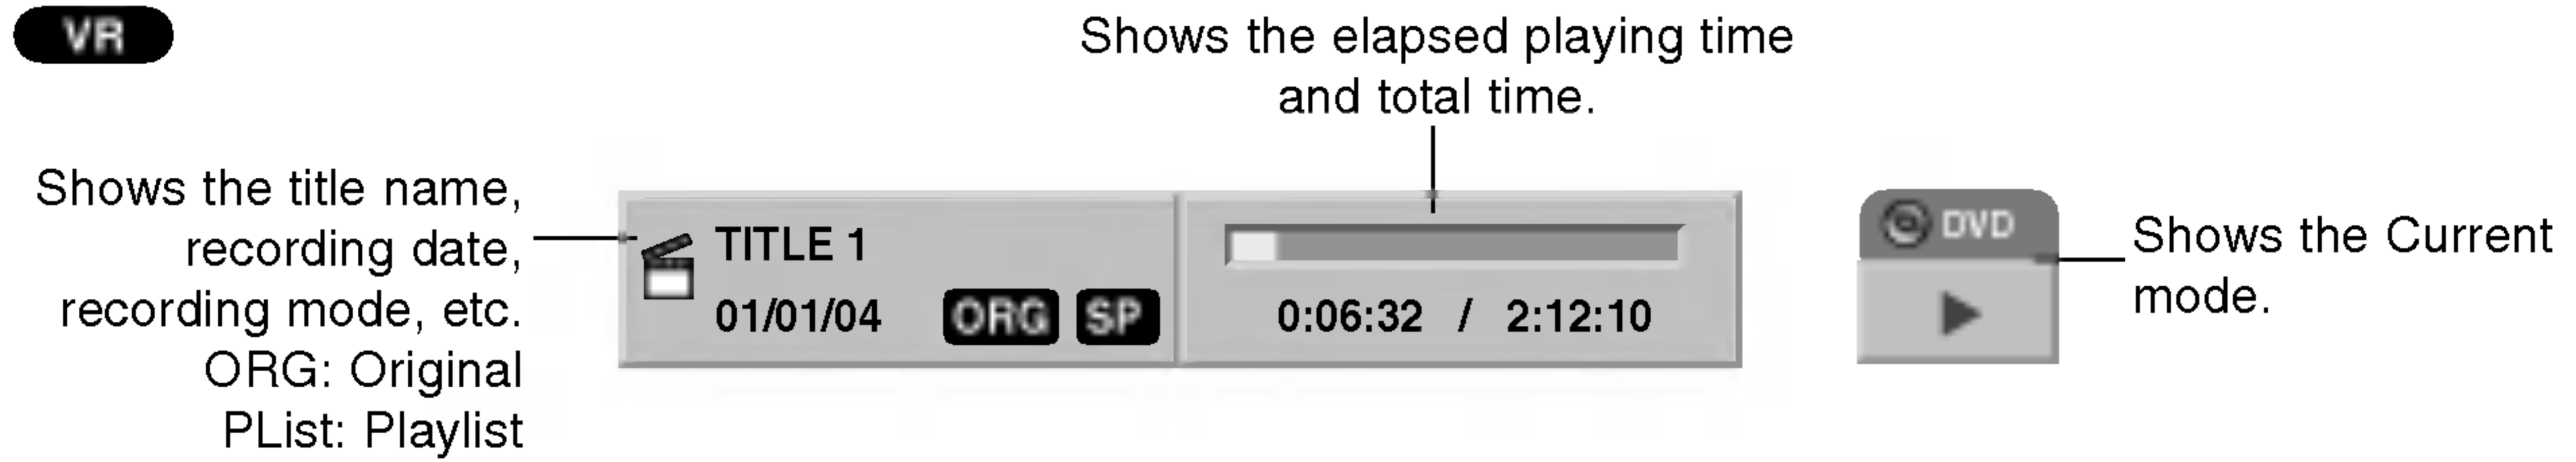 VR
Shows the elapsed playing time
and total time.
Shows the title name,
recording date,
recording mode, etc.
ORG: Original
PList: Playlist
TITLE 1
01/01/04 ORG SP
0:06:32 / 2:12:10
DVD
Shows the Current
mode.